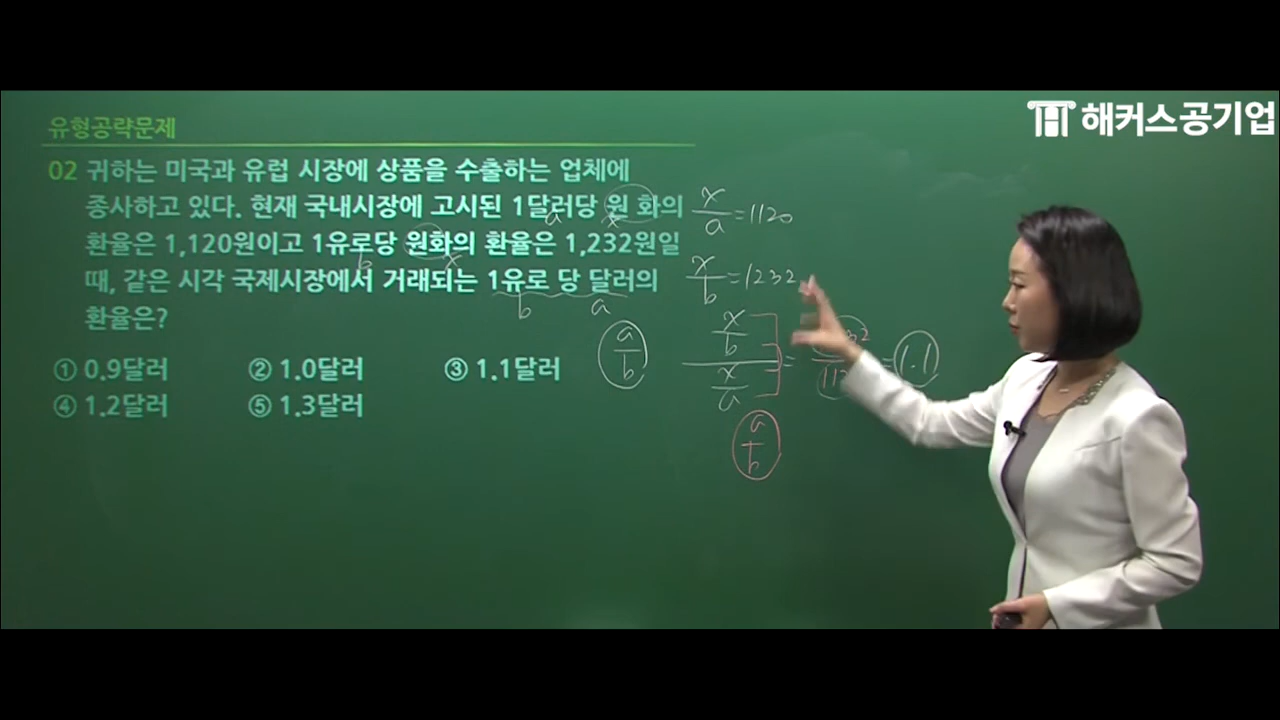 해커스공기업
유형공략문제
02 귀하는 미국과 유럽 시장에 상품을 수출하는 업체에
종사하고 있다. 현재 국내시장에 고시된 1달러당 원 화의
환율은 1,120원이고 1유로당 원화의 환율은 1,232원일
때, 같은 시각 국제시장에서 거래되는 1유로 당 달러의
환율은?
① 0.9달러 ② 1.0달러 ③ 1.1달러
④ 1.2달러 ⑤ 1.3달러
a x
b x
b a
x/a = 1120
x/b = 1232
a/b
x/b
x/a
= = 1.1
a/b